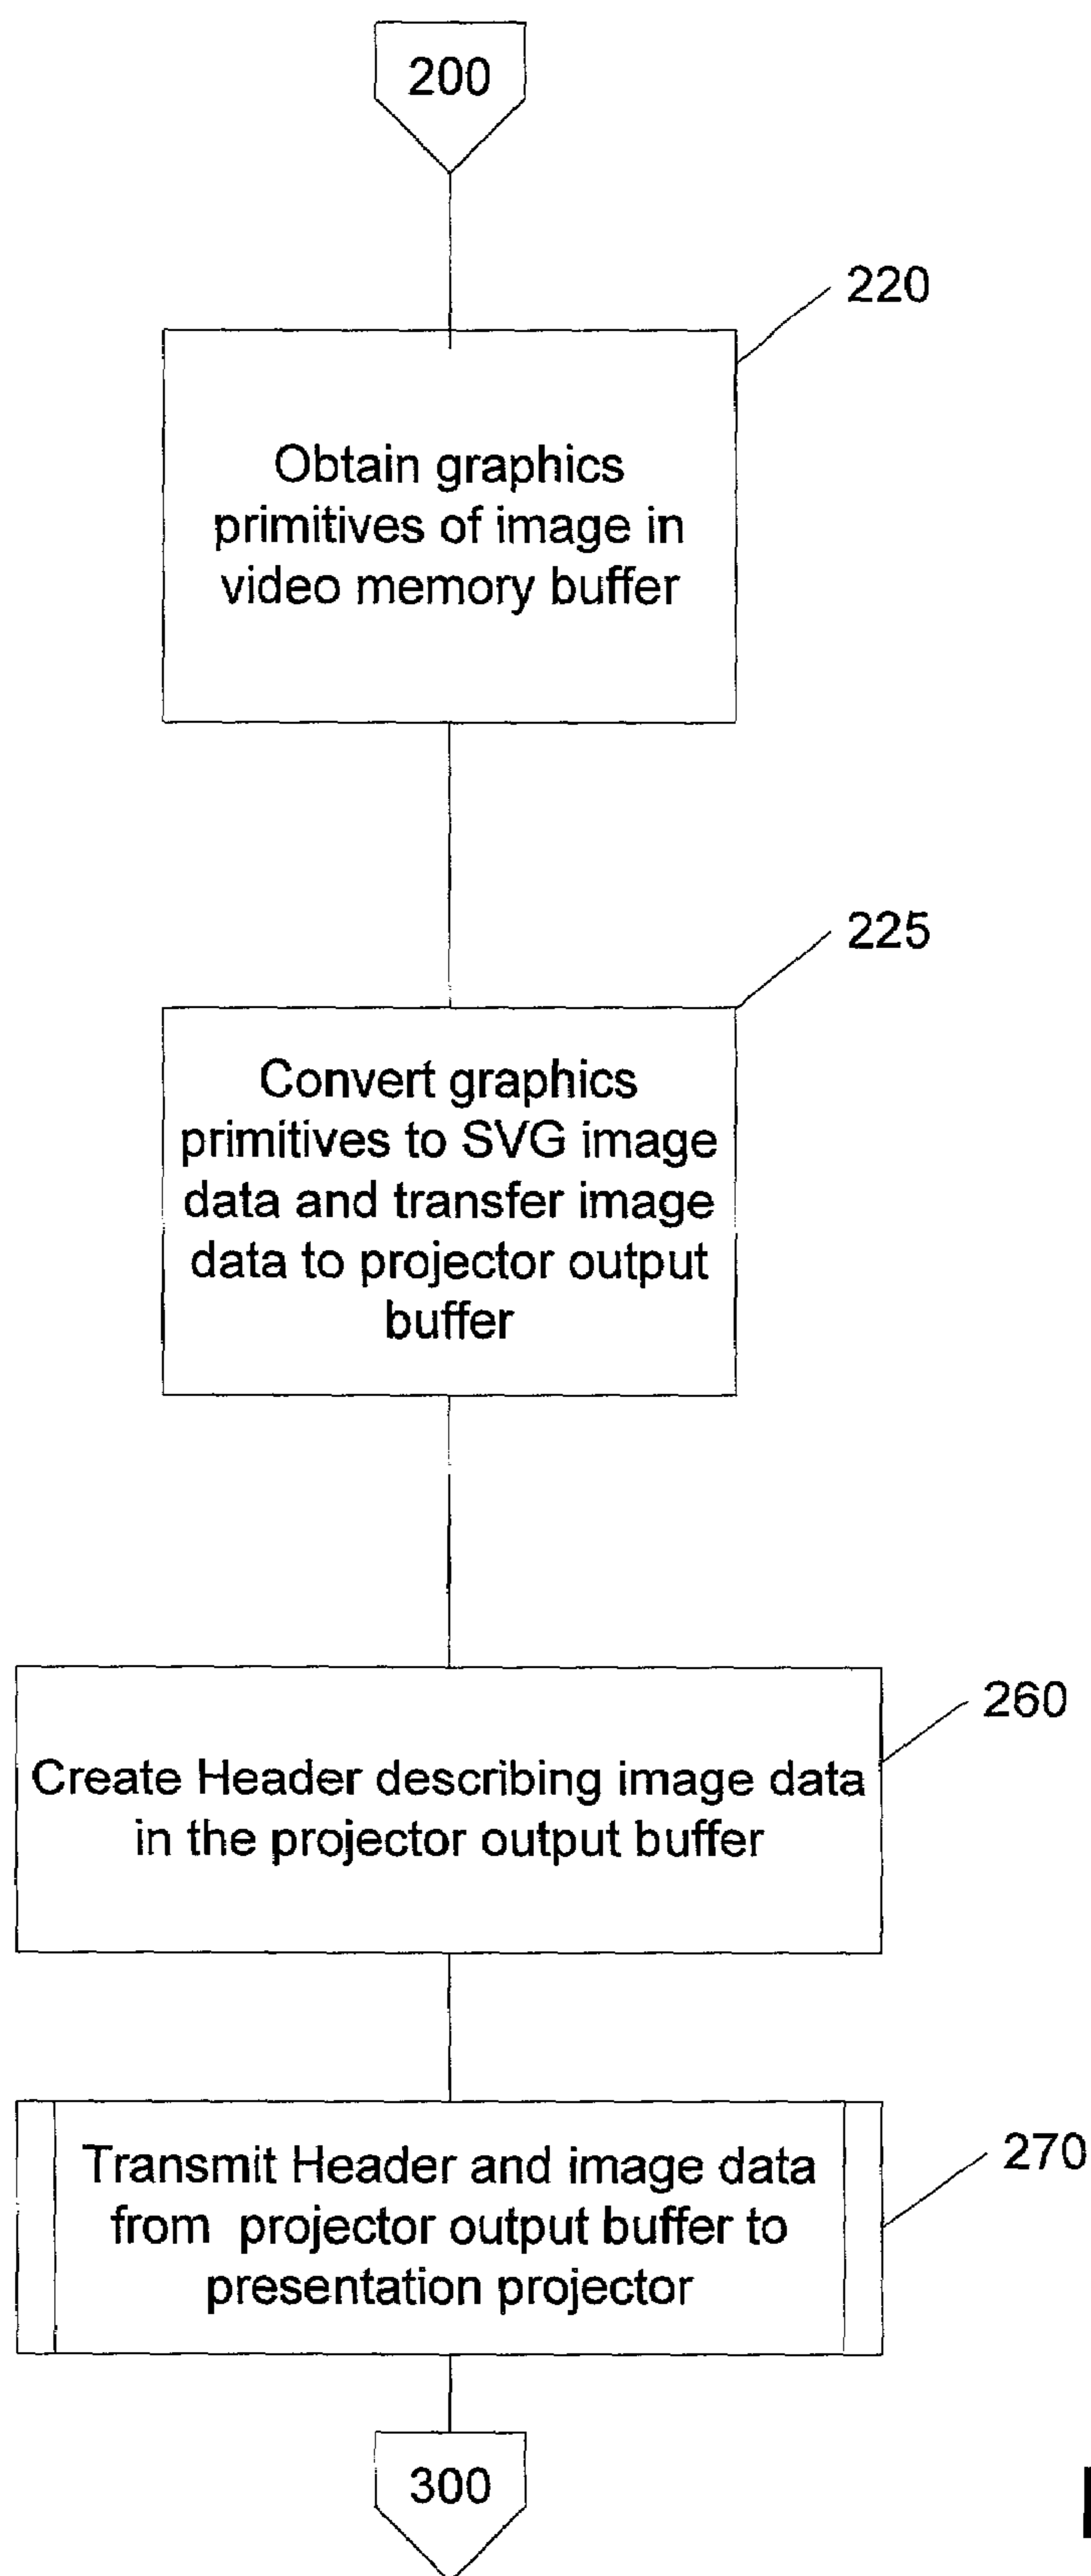 200
220
Obtain graphics
primitives of image in
video memory buffer
225
Convert graphics
primitives to SVG image
data and transfer image
data to projector output
buffer
260
Create Header describing image data
in the projector output buffer
270
Transmit Header and image data
from projector output buffer to
presentation projector
300